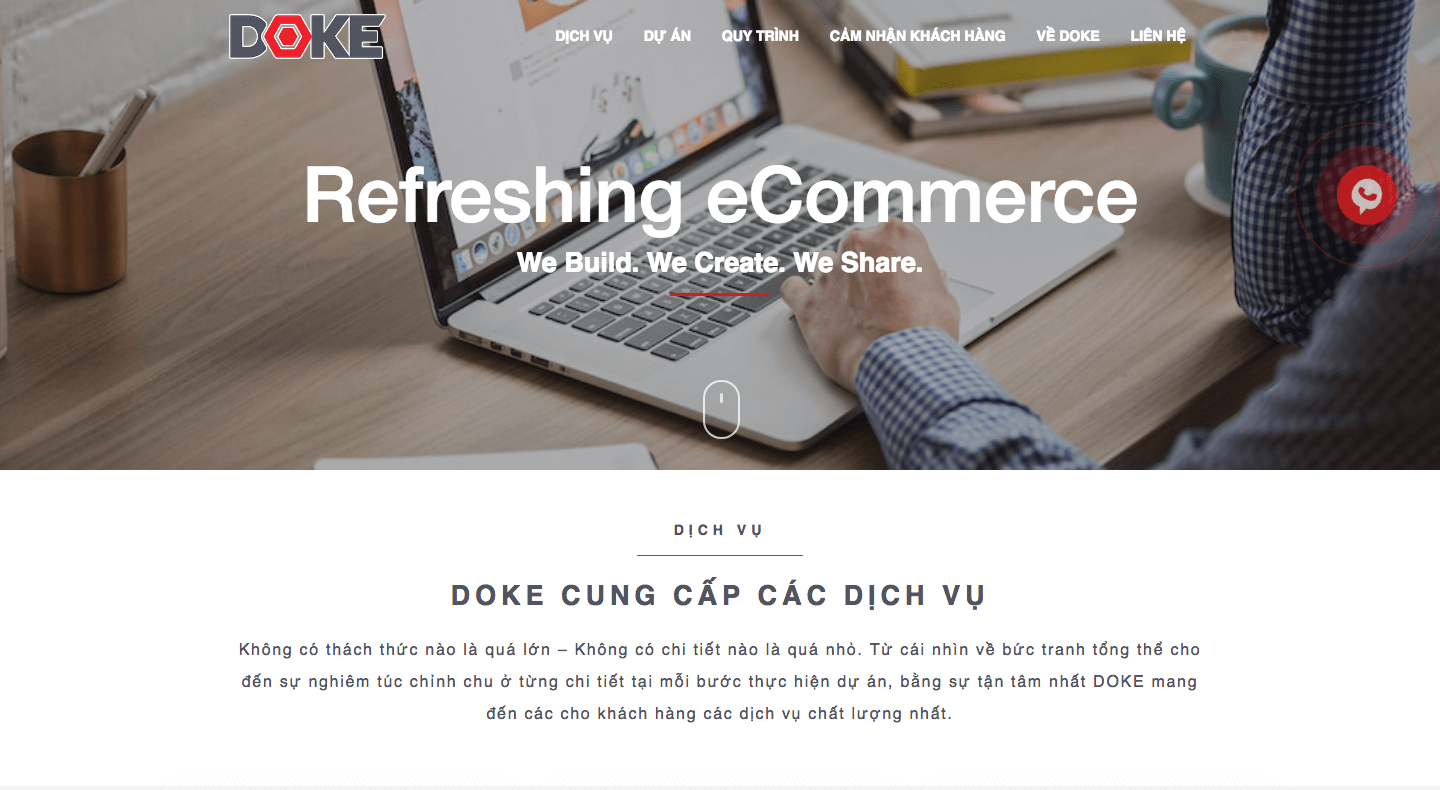 DOKE
DỊCH VỤ
DỰ ÁN
QUY TRÌNH
CẢM NHẬN KHÁCH HÀNG
VỀ DOKE
LIÊN HỆ
Refreshing eCommerce
We Build. We Create. We Share.
DỊCH VỤ
DOKE CUNG CẤP CÁC DỊCH VỤ
Không có thách thức nào là quá lớn – Không có chi tiết nào là quá nhỏ. Từ cái nhìn về bức tranh tổng thể cho
đến sự nghiêm túc chỉnh chu ở từng chi tiết tại mỗi bước thực hiện dự án, bằng sự tận tâm nhất DOKE mang
đến các cho khách hàng các dịch vụ chất lượng nhất.